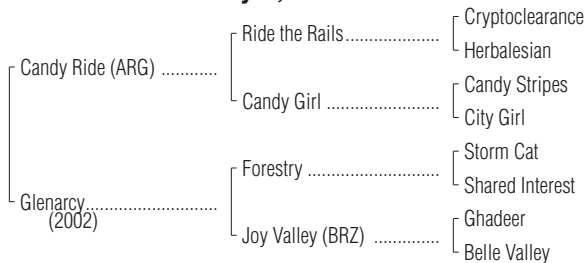 Ride the Rails
Cryptoclearance
Herbalesian
Candy Ride (ARG)
Candy Girl
Candy Stripes
City Girl
Glenarcy
(2002)
Forestry
Storm Cat
Shared Interest
Joy Valley (BRZ)
Ghadeer
Belle Valley